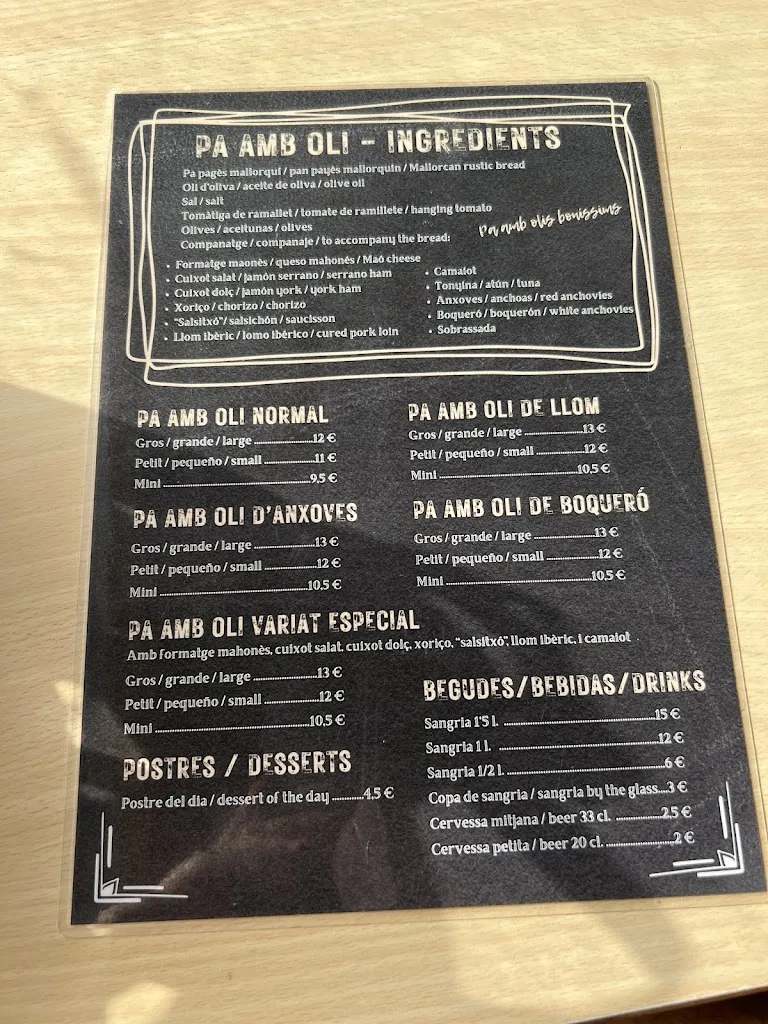 PA AMB OLI - INGREDIENTS
Pa pagès mallorquí / pan payès mallorquin / Mallorcan rustic bread
Oli d'oliva / aceite de oliva / olive oil
Sal / salt
Tomàtiga de ramallet / tomate de ramillete / hanging tomato
Olives / aceitunas / olives
Companatge / companaje / to accompany the bread:
Pa amb olis boníssims
• Formatge maonès / queso mahonés / Maó cheese
• Cuixot salat / jamón serrano / serrano ham
• Cuixot dolç / jamón york / york ham
• Xoriço / chorizo / chorizo
• "Salsitxó"/ salsichón / saucisson
• Llom ibèric / lomo ibérico / cured pork loin
• Camaiot
• Tonyina / atún / tuna
• Anxoves / anchoas / red anchovies
• Boqueró / boquerón / white anchovies
• Sobrassada
PA AMB OLI NORMAL
Gros / grande / large ..................12 €
Petit / pequeño / small ................11 €
Mini ..............................................9,5 €
PA AMB OLI DE LLOM
Gros / grande / large ..................13 €
Petit / pequeño / small ...............12 €
Mini ...................................................10,5 €
PA AMB OLI D'ANXOVES
Gros / grande / large ..................13 €
Petit / pequeño / small ...............12 €
Mini ..............................................10,5 €
PA AMB OLI DE BOQUERÓ
Gros / grande / large ...................13 €
Petit / pequeño / small ................12 €
Mini ..............................................10,5 €
PA AMB OLI VARIAT ESPECIAL
Amb formatge mahonès, cuixot salat, cuixot dolç, xoriço, "salsitxó", llom ibèric, i camaiot
Gros / grande / large ..................13 €
Petit / pequeño / small .................12 €
Mini ................................................10,5 €
BEGUDES/BEBIDAS/DRINKS
Sangria 1'5 l. ..............................................15 €
Sangria 1 l. ................................................12 €
Sangria 1/2 l. ................................................6 €
Copa de sangria / sangria by the glass....3 €
Cervessa mitjana / beer 33 cl. ..............2,5 €
Cervessa petita / beer 20 cl. ....................2 €
POSTRES / DESSERTS
Postre del dia / dessert of the day ...........4,5 €